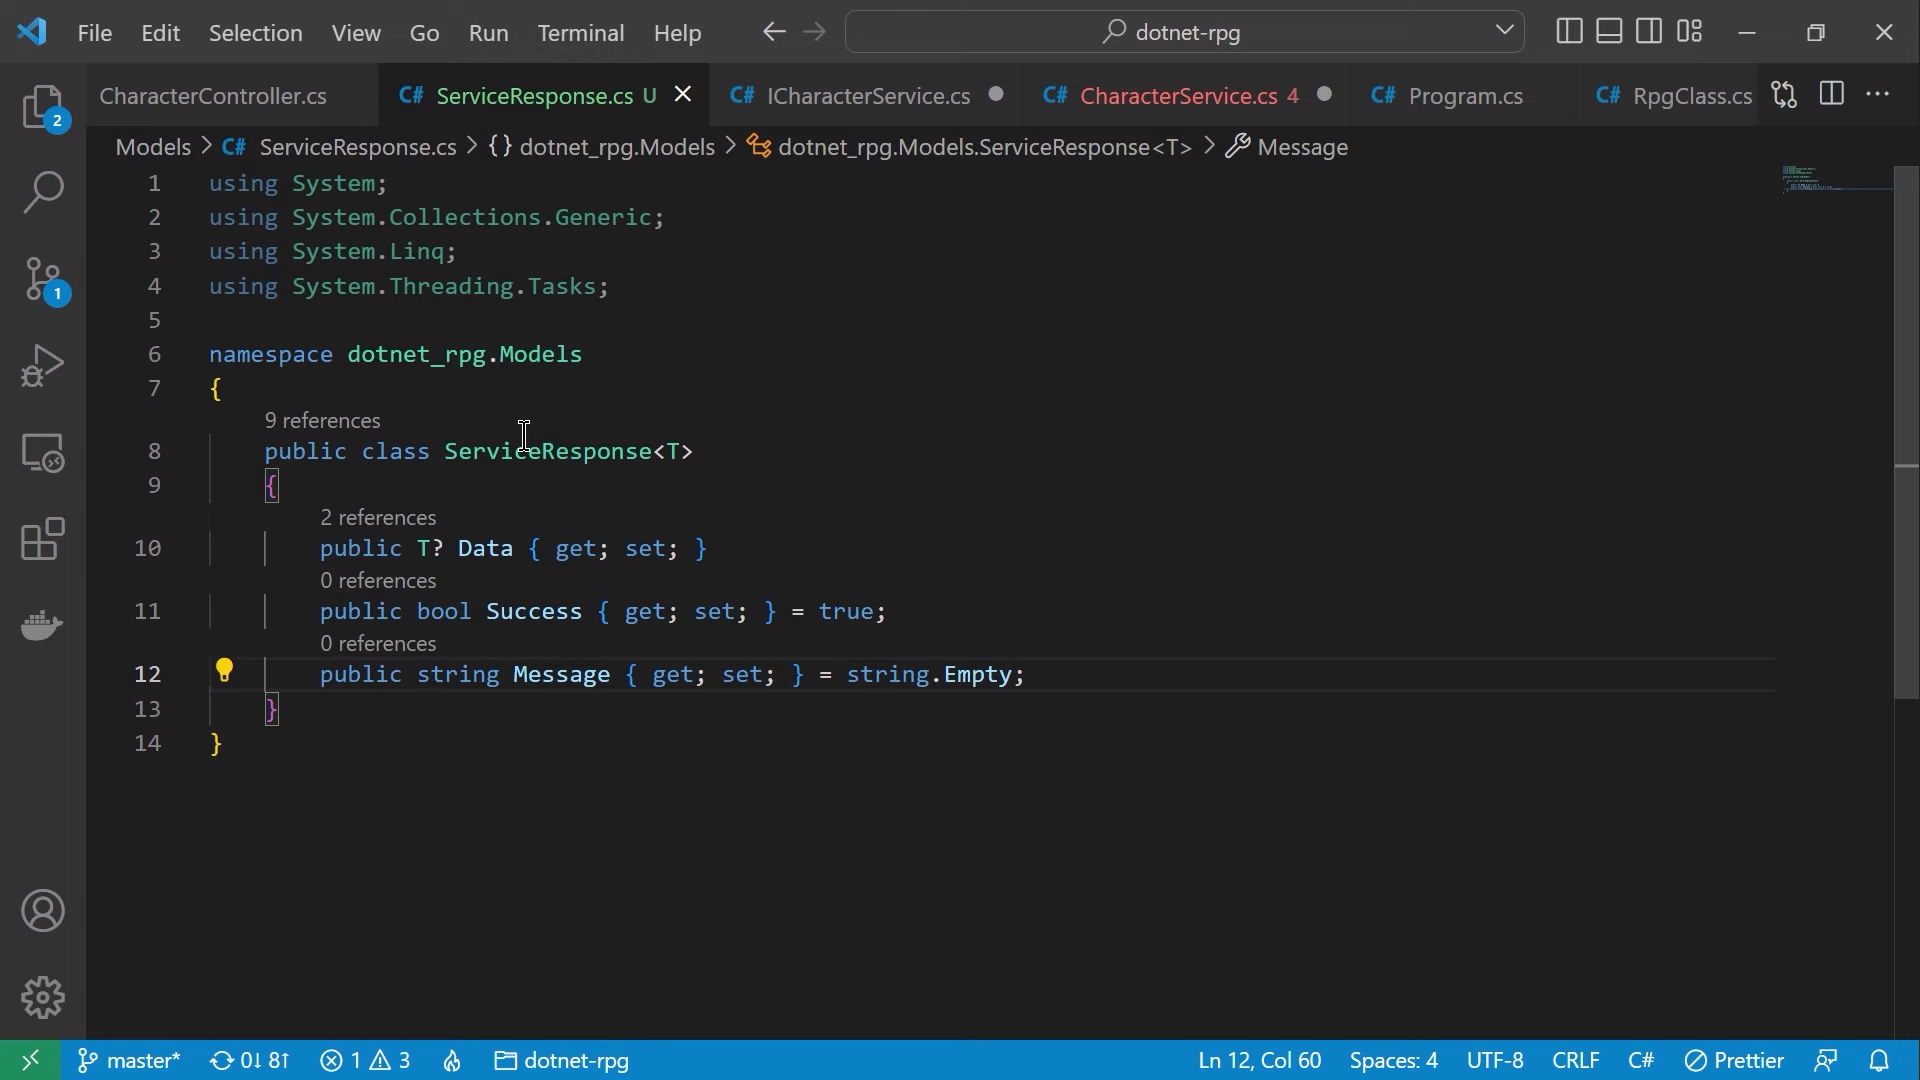 File Edit Selection View Go Run Terminal Help dotnet-rpg
CharacterController.cs C# ServiceResponse.cs U C# ICharacterService.cs C# CharacterService.cs 4 C# Program.cs C# RpgClass.cs
2
Models > C# ServiceResponse.cs > {} dotnet_rpg.Models > dotnet_rpg.Models.ServiceResponse<T> > Message
1 using System;
2 using System.Collections.Generic;
3 using System.Linq;
4 using System.Threading.Tasks;
1
5
6 namespace dotnet_rpg.Models
7 {
9 references
8 public class ServiceResponse<T>
9 {
2 references
10 public T? Data { get; set; }
0 references
11 public bool Success { get; set; } = true;
0 references
12 public string Message { get; set; } = string.Empty;
13 }
14 }
master* 0↓ 8↑ 1 3 dotnet-rpg Ln 12, Col 60 Spaces: 4 UTF-8 CRLF C# Prettier